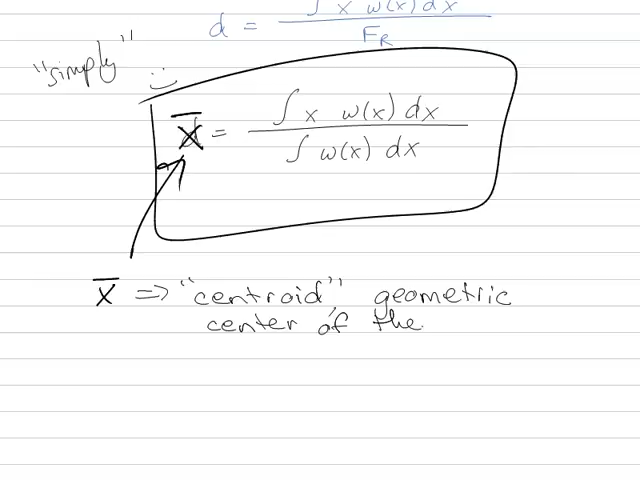 d = ∫ x w(x) dx / F_R
"simply"
x̄ = ∫ x w(x) dx / ∫ w(x) dx
x̄ => "centroid" geometric
center of the